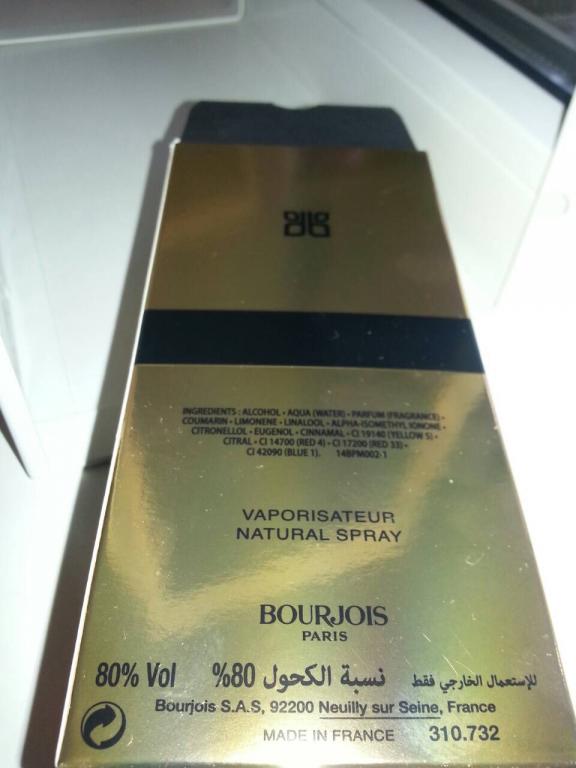 INGREDIENTS : ALCOHOL • AQUA (WATER) • PARFUM (FRAGRANCE) •
COUMARIN • LIMONENE • LINALOOL • ALPHA-ISOMETHYL IONONE •
CITRONELLOL • EUGENOL • CINNAMAL • CI 19140 (YELLOW 5) •
CITRAL • CI 14700 (RED 4) • CI 17200 (RED 33) •
CI 42090 (BLUE 1). 14BPM002-1
VAPORISATEUR
NATURAL SPRAY
BOURJOIS
PARIS
80% Vol نسبة الكحول 80% للإستعمال الخارجي فقط
Bourjois S.A.S, 92200 Neuilly sur Seine, France
MADE IN FRANCE 310.732